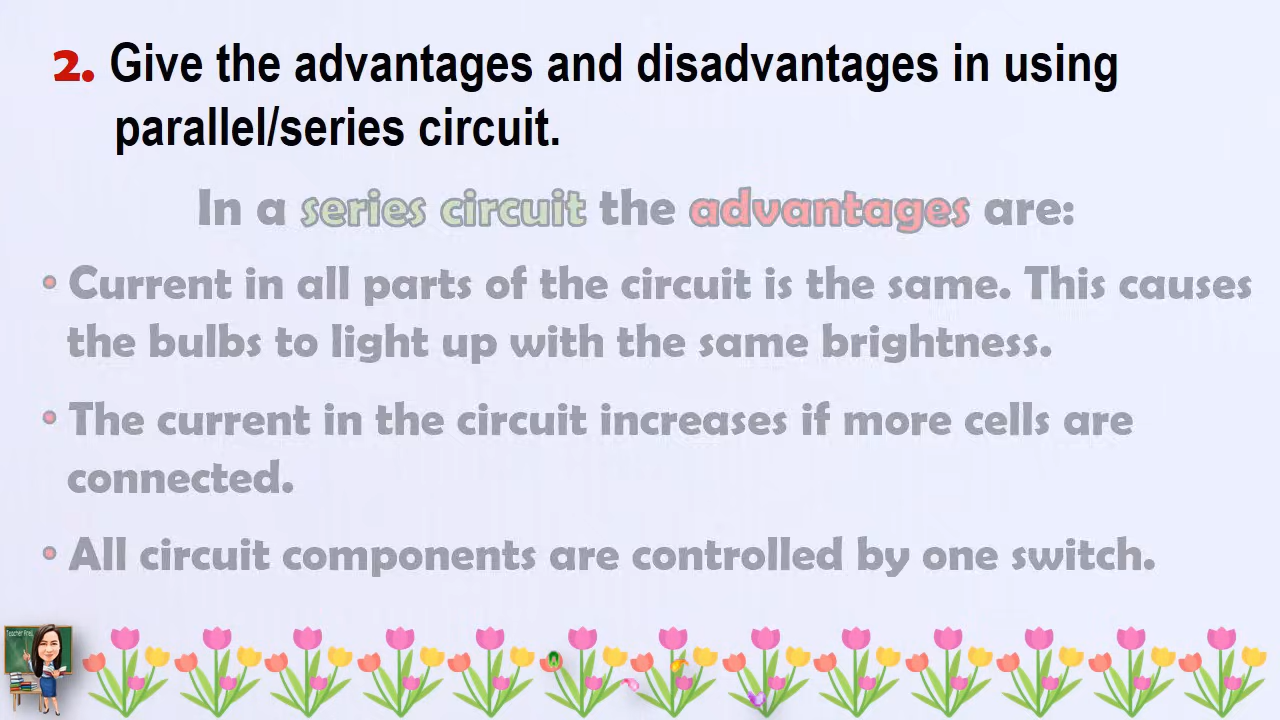 2. Give the advantages and disadvantages in using
parallel/series circuit.
In a series circuit the advantages are:
• Current in all parts of the circuit is the same. This causes
the bulbs to light up with the same brightness.
• The current in the circuit increases if more cells are
connected.
• All circuit components are controlled by one switch.
W